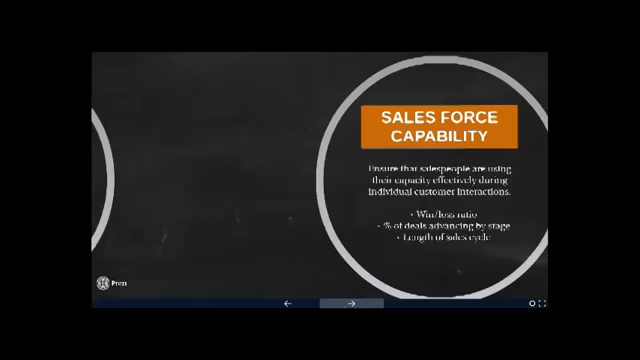 SALES FORCE
CAPABILITY
Ensure that salespeople are using
their capacity effectively during
individual customer interactions.
• Win/loss ratio
• % of deals advancing by stage
• Length of sales cycle
Prezi